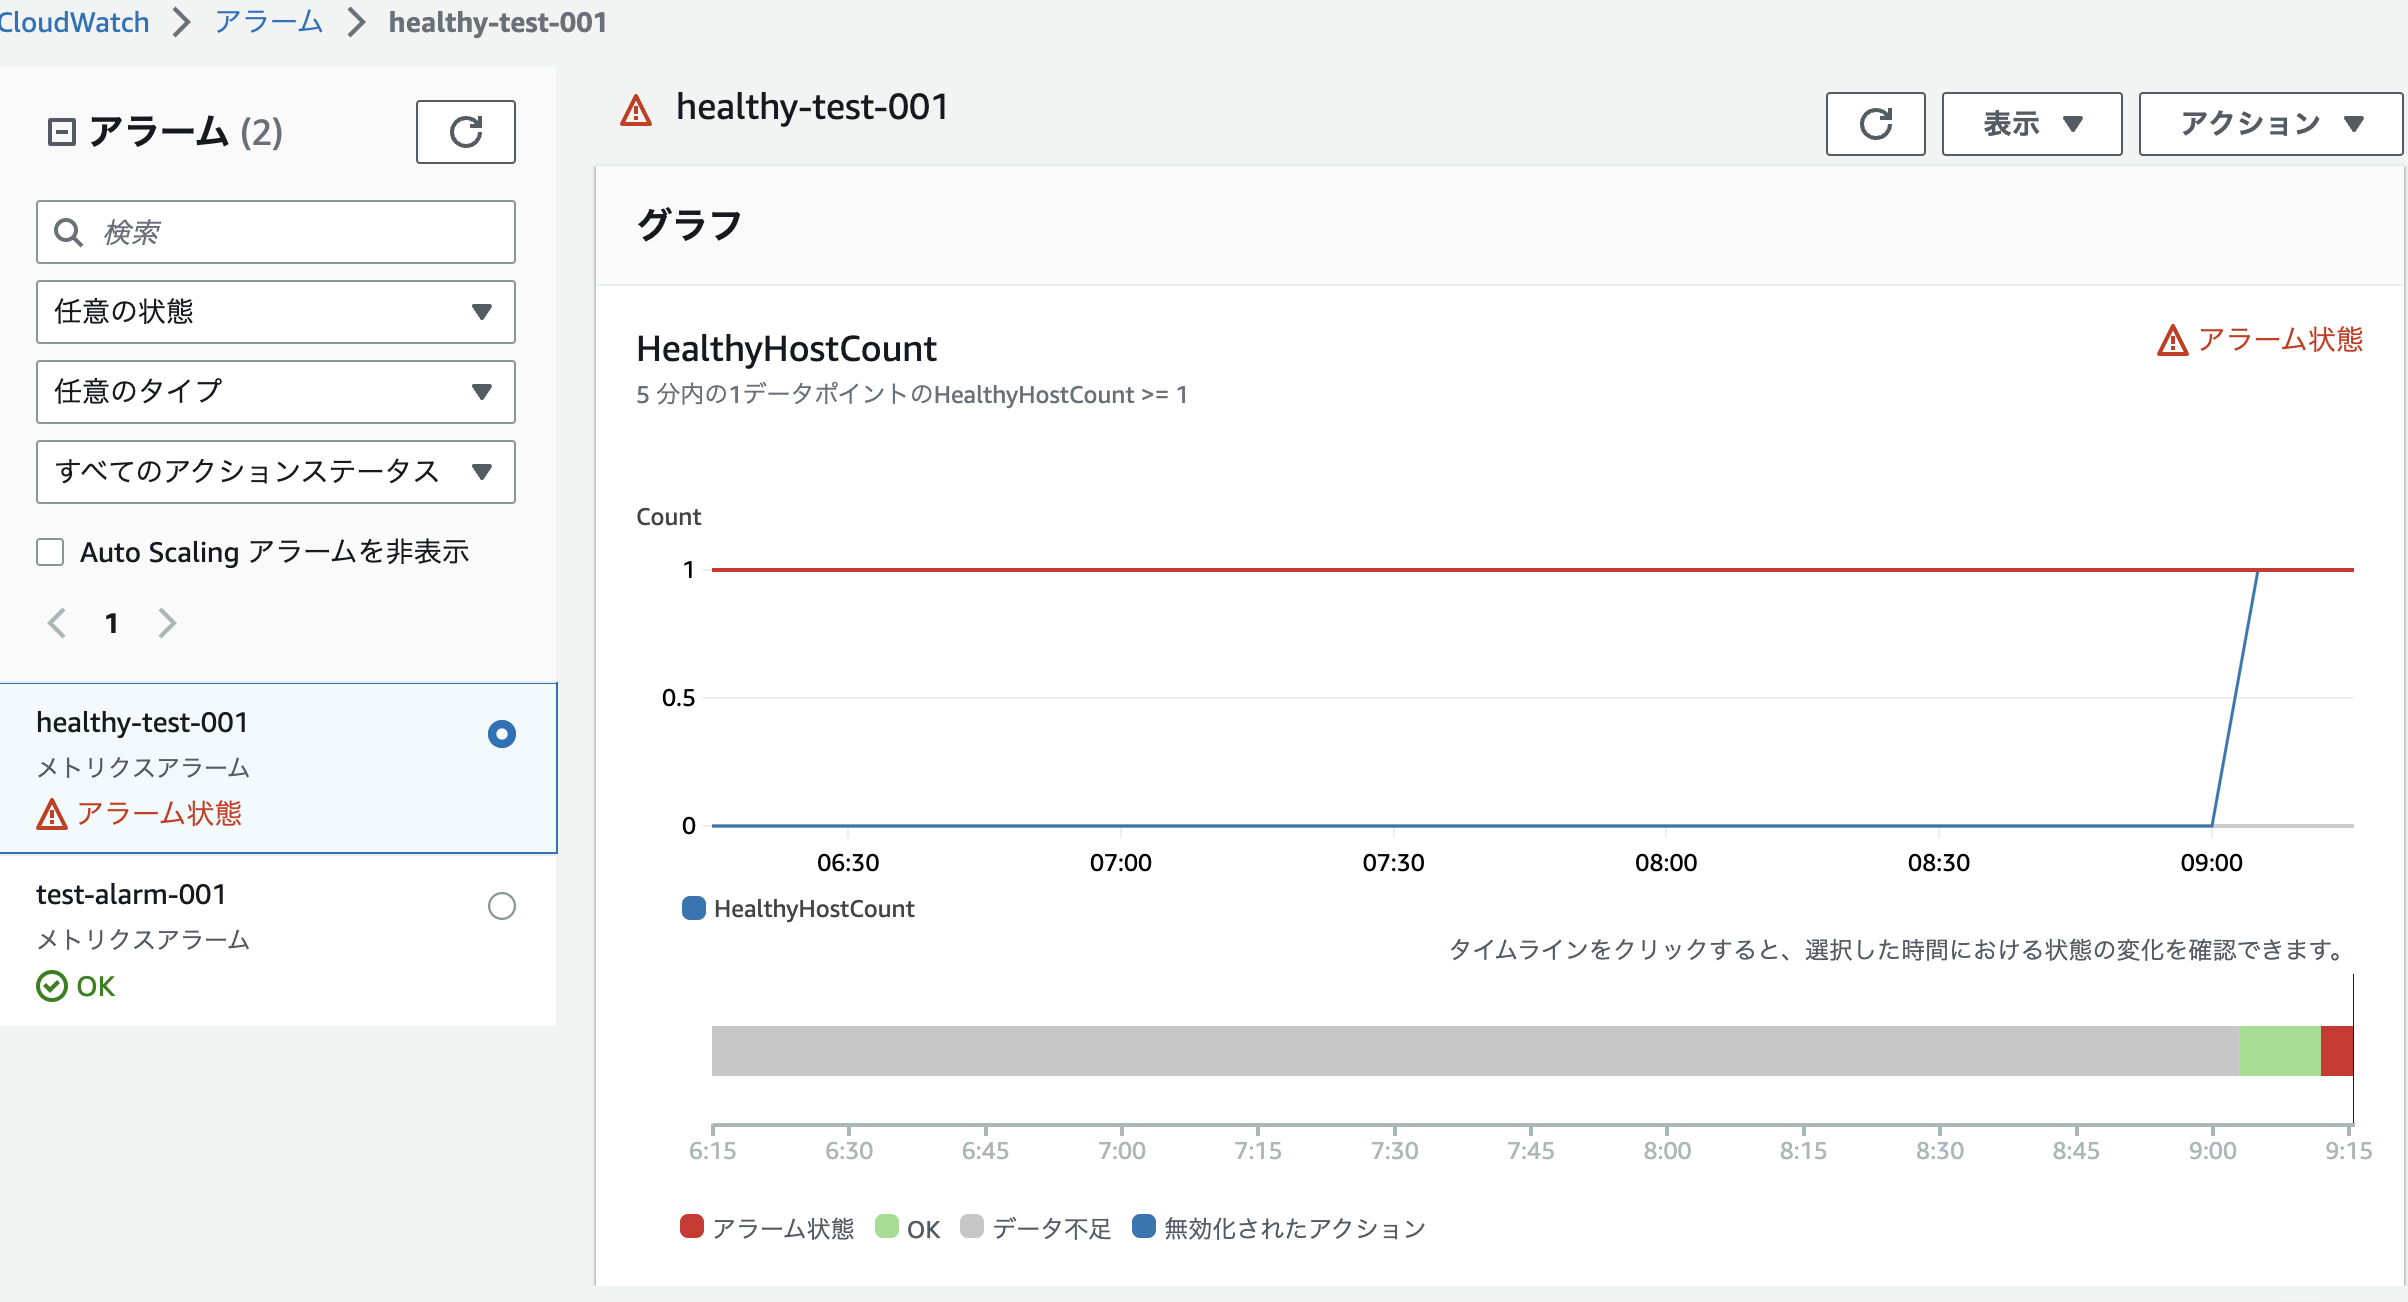 CloudWatch > アラーム > healthy-test-001
アラーム (2)
検索
任意の状態
任意のタイプ
すべてのアクションステータス
Auto Scaling アラームを非表示
1
healthy-test-001
メトリクスアラーム
アラーム状態
test-alarm-001
メトリクスアラーム
OK
healthy-test-001
表示
アクション
グラフ
HealthyHostCount
アラーム状態
5 分内の1データポイントのHealthyHostCount >= 1
Count
1
0.5
0
06:30 07:00 07:30 08:00 08:30 09:00
HealthyHostCount
タイムラインをクリックすると、選択した時間における状態の変化を確認できます。
6:15 6:30 6:45 7:00 7:15 7:30 7:45 8:00 8:15 8:30 8:45 9:00 9:15
アラーム状態 OK データ不足 無効化されたアクション